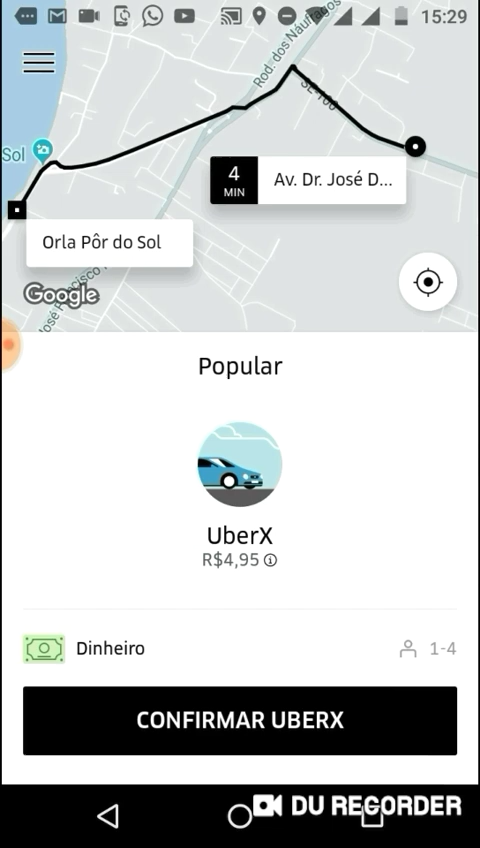 15:29
Rod. dos Náufragos
SE-100
Sol
4
MIN
Av. Dr. José D...
Orla Pôr do Sol
Google
Popular
UberX
R$4,95
Dinheiro
1-4
CONFIRMAR UBERX
DU RECORDER